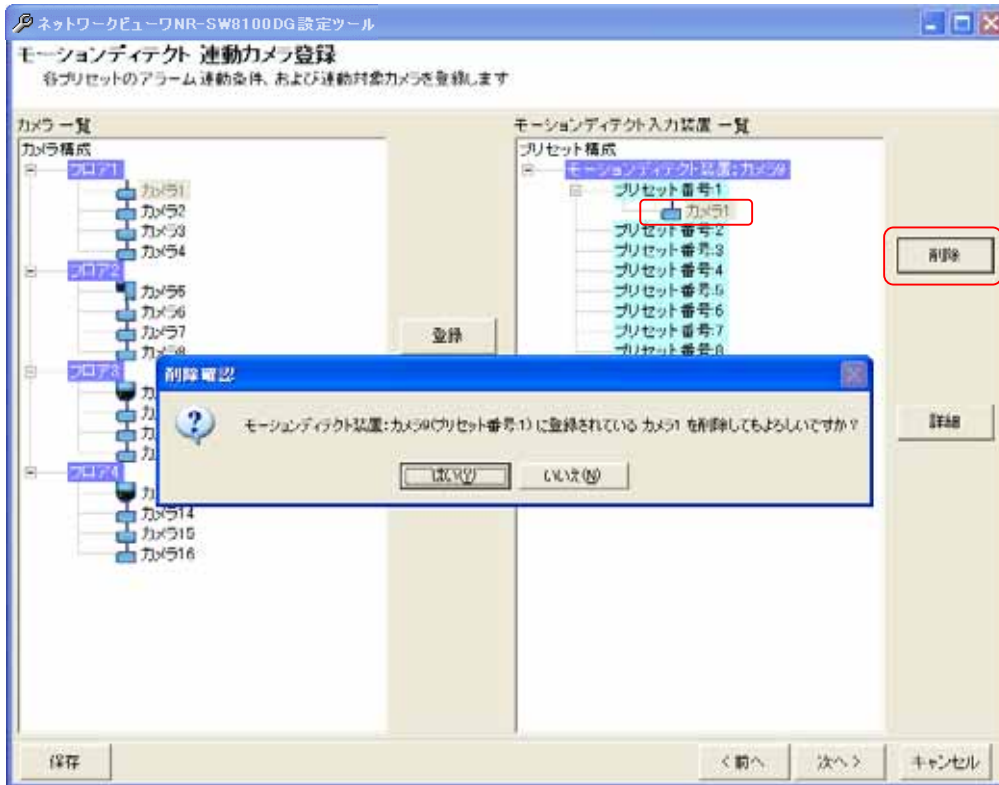 ネットワークビューワNR-SW8100DG設定ツール
モーションディテクト 連動カメラ登録
各プリセットのアラーム連動条件、および連動対象カメラを登録します
カメラ 一覧
カメラ構成
フロア1
カメラ1
カメラ2
カメラ3
カメラ4
フロア2
カメラ5
カメラ6
カメラ7
カメラ8
フロア3
フロア4
カメラ14
カメラ15
カメラ16
登録
モーションディテクト入力装置 一覧
プリセット構成
モーションディテクト装置:カメラ9
プリセット番号:1
カメラ1
プリセット番号:2
プリセット番号:3
プリセット番号:4
プリセット番号:5
プリセット番号:6
プリセット番号:7
プリセット番号:8
削除
詳細
削除確認
モーションディテクト装置:カメラ9(プリセット番号:1) に登録されている カメラ1 を削除してもよろしいですか?
はい(Y)
いいえ(N)
保存
<前へ
次へ>
キャンセル